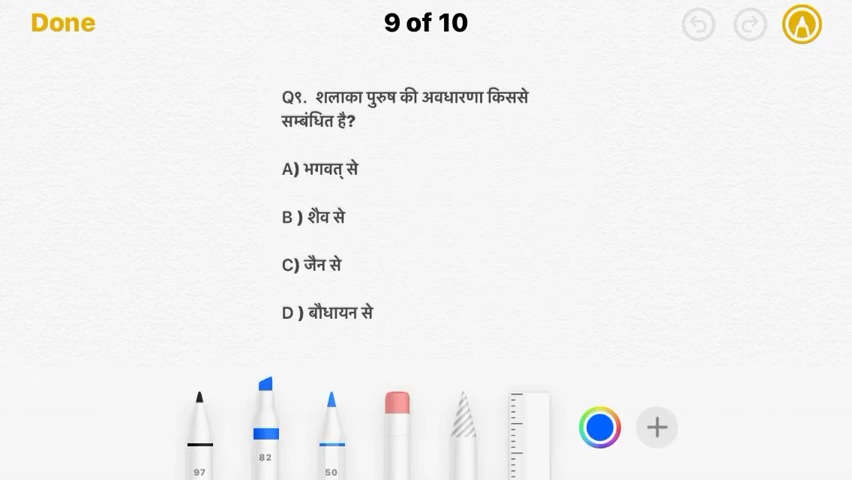 Done
9 of 10
Q९. शलाका पुरुष की अवधारणा किससे
सम्बंधित है?
A) भगवत् से
B ) शैव से
C) जैन से
D ) बौधायन से
97
82
50